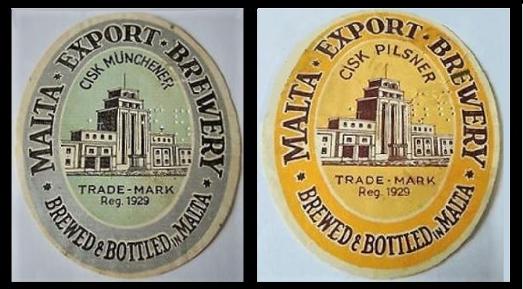 MALTA · EXPORT · BREWERY
CISK MÜNCHENER
TRADE-MARK
Reg. 1929
* BREWED & BOTTLED IN MALTA *
MALTA · EXPORT · BREWERY
CISK PILSNER
TRADE-MARK
Reg. 1929
* BREWED & BOTTLED IN MALTA *